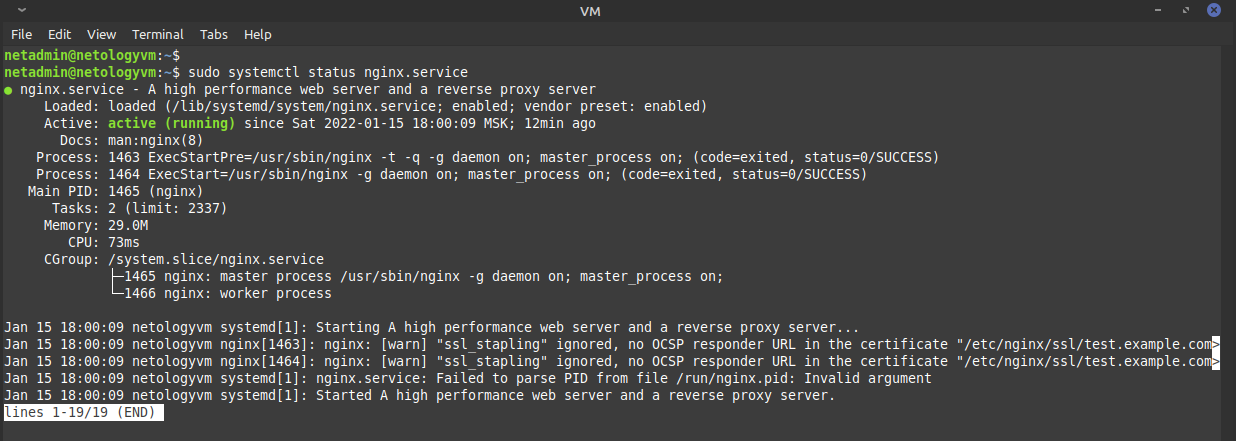 VM
File Edit View Terminal Tabs Help
netadmin@netologyvm:~$
netadmin@netologyvm:~$ sudo systemctl status nginx.service
● nginx.service - A high performance web server and a reverse proxy server
     Loaded: loaded (/lib/systemd/system/nginx.service; enabled; vendor preset: enabled)
     Active: active (running) since Sat 2022-01-15 18:00:09 MSK; 12min ago
       Docs: man:nginx(8)
    Process: 1463 ExecStartPre=/usr/sbin/nginx -t -q -g daemon on; master_process on; (code=exited, status=0/SUCCESS)
    Process: 1464 ExecStart=/usr/sbin/nginx -g daemon on; master_process on; (code=exited, status=0/SUCCESS)
   Main PID: 1465 (nginx)
      Tasks: 2 (limit: 2337)
     Memory: 29.0M
        CPU: 73ms
     CGroup: /system.slice/nginx.service
             ├─1465 nginx: master process /usr/sbin/nginx -g daemon on; master_process on;
             └─1466 nginx: worker process
Jan 15 18:00:09 netologyvm systemd[1]: Starting A high performance web server and a reverse proxy server...
Jan 15 18:00:09 netologyvm nginx[1463]: nginx: [warn] "ssl_stapling" ignored, no OCSP responder URL in the certificate "/etc/nginx/ssl/test.example.com>
Jan 15 18:00:09 netologyvm nginx[1464]: nginx: [warn] "ssl_stapling" ignored, no OCSP responder URL in the certificate "/etc/nginx/ssl/test.example.com>
Jan 15 18:00:09 netologyvm systemd[1]: nginx.service: Failed to parse PID from file /run/nginx.pid: Invalid argument
Jan 15 18:00:09 netologyvm systemd[1]: Started A high performance web server and a reverse proxy server.
lines 1-19/19 (END)